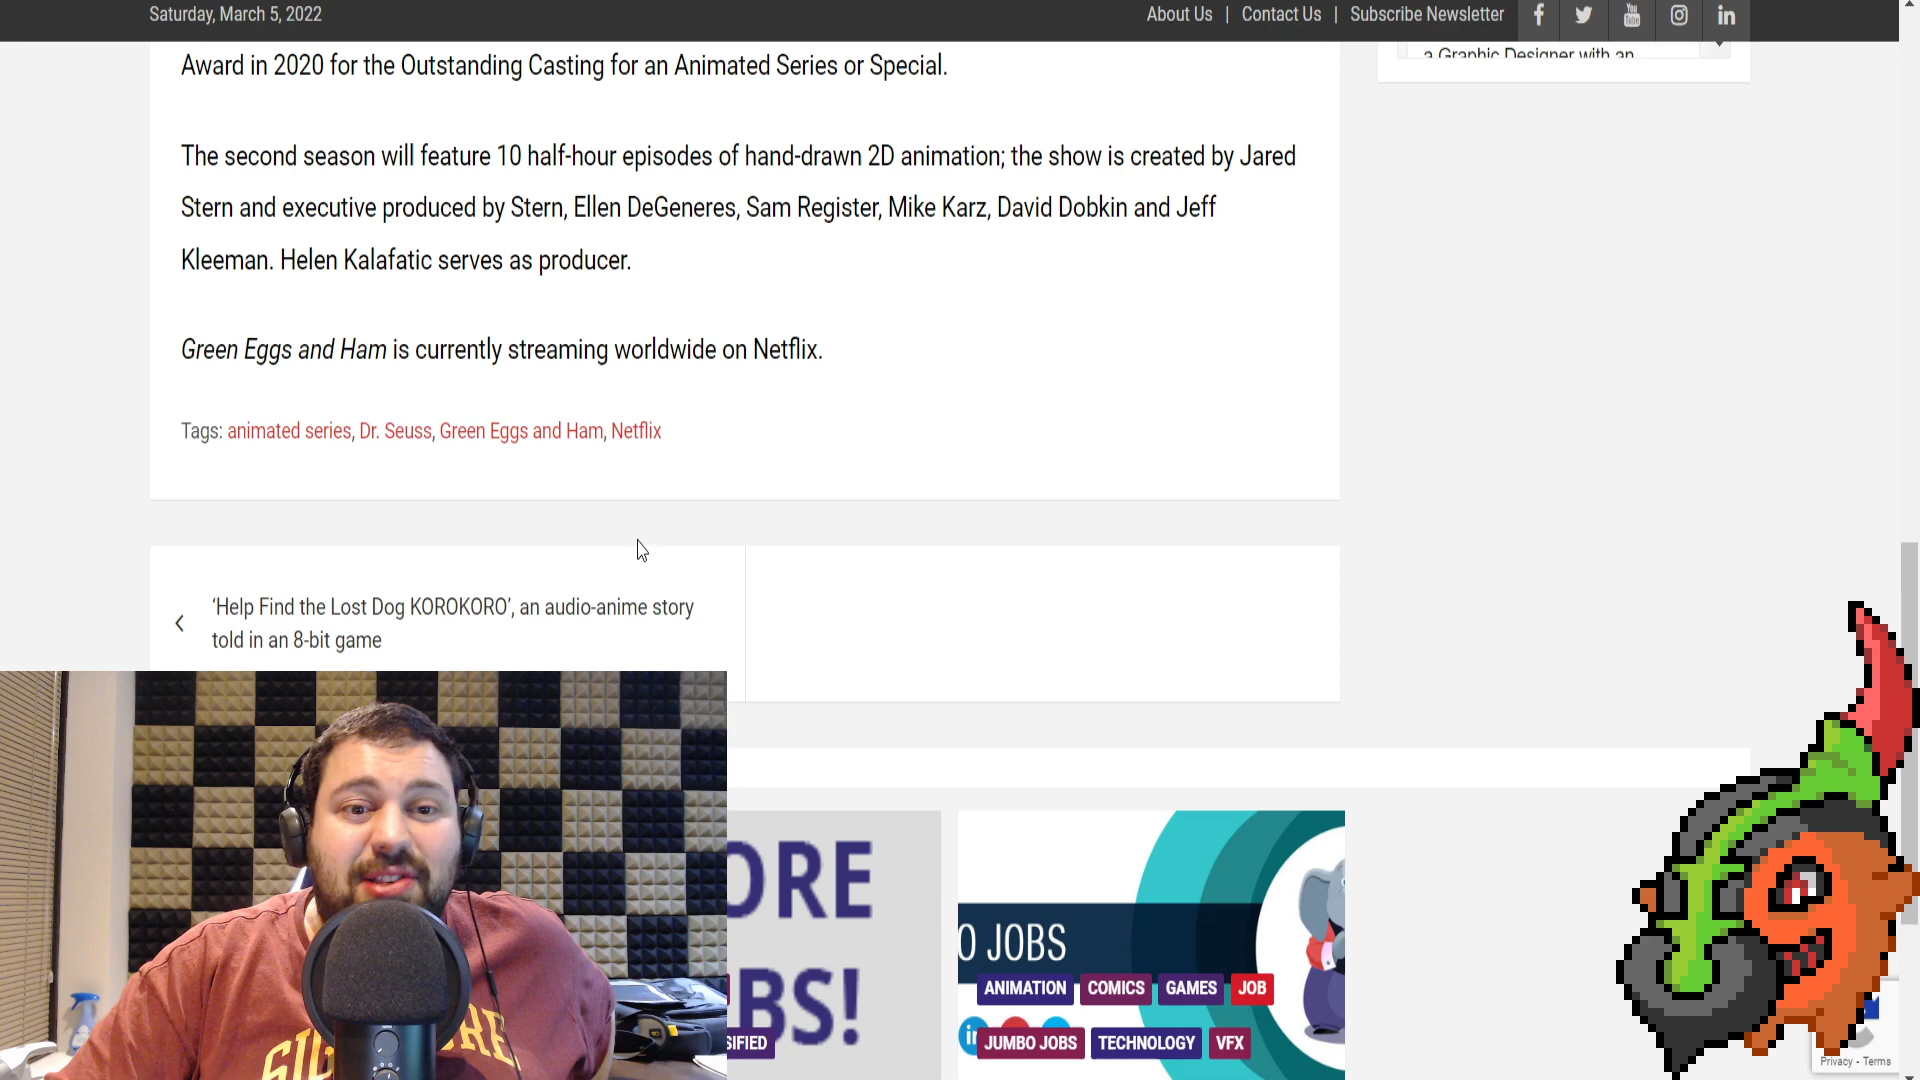 Saturday, March 5, 2022
About Us | Contact Us | Subscribe Newsletter
a Graphic Designer with an
Award in 2020 for the Outstanding Casting for an Animated Series or Special.
The second season will feature 10 half-hour episodes of hand-drawn 2D animation; the show is created by Jared
Stern and executive produced by Stern, Ellen DeGeneres, Sam Register, Mike Karz, David Dobkin and Jeff
Kleeman. Helen Kalafatic serves as producer.
Green Eggs and Ham is currently streaming worldwide on Netflix.
Tags: animated series, Dr. Seuss, Green Eggs and Ham, Netflix
‘Help Find the Lost Dog KOROKORO’, an audio-anime story
told in an 8-bit game
ORE
BS!
SIFIED
O JOBS
ANIMATION COMICS GAMES JOB
JUMBO JOBS TECHNOLOGY VFX
Privacy - Terms